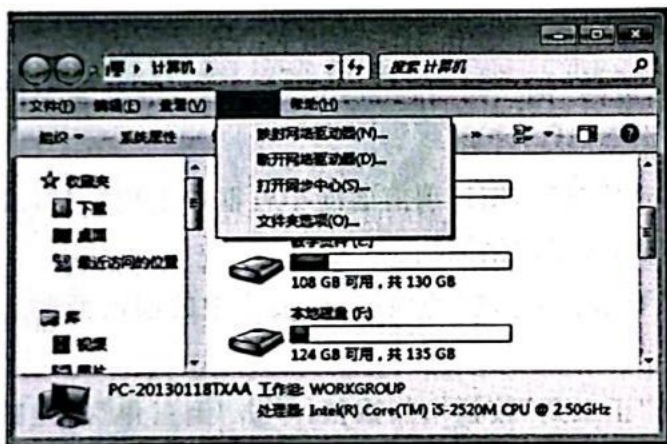 计算机
搜索 计算机
文件(F) 编辑(E) 查看(V) 帮助(H)
组织 系统属性
映射网络驱动器(N)...
断开网络驱动器(D)...
打开同步中心(S)...
文件夹选项(O)...
收藏夹
下载
桌面
最近访问的位置
库
视频
图片
108 GB 可用，共 130 GB
本地磁盘 (F:)
124 GB 可用，共 135 GB
PC-20130118TXAA 工作组: WORKGROUP
处理器: Intel(R) Core(TM) i5-2520M CPU @ 2.50GHz